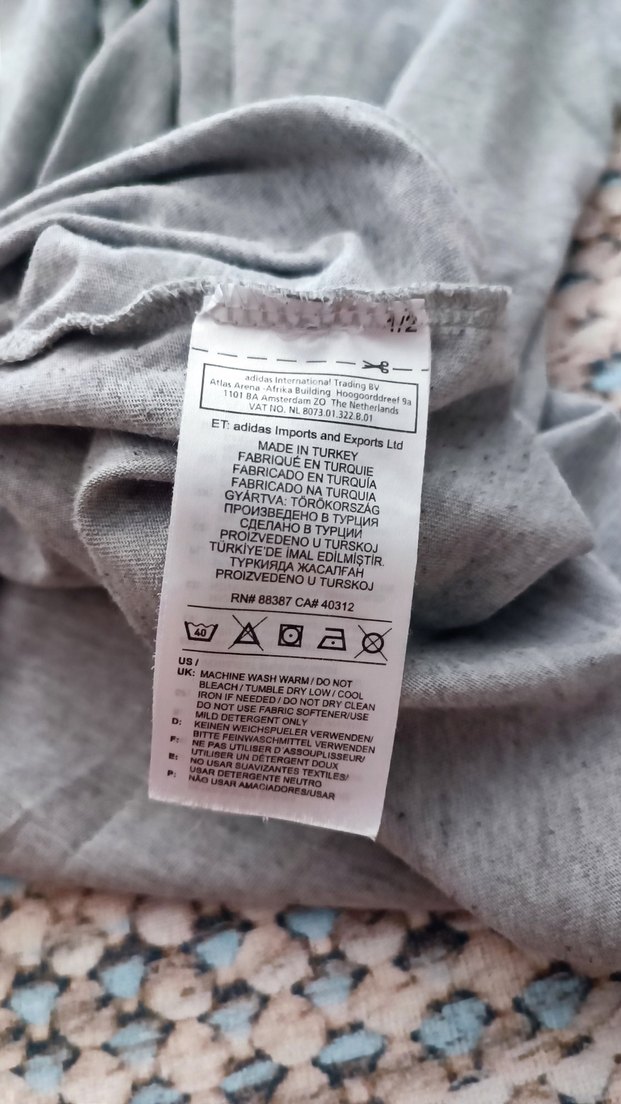 1/2
adidas International Trading BV
Atlas Arena -Afrika Building Hoogoorddreef 9a
1101 BA Amsterdam ZO The Netherlands
VAT NO. NL 8073.01.322.B.01
ET: adidas Imports and Exports Ltd
MADE IN TURKEY
FABRIQUÉ EN TURQUIE
FABRICADO EN TURQUÍA
FABRICADO NA TURQUIA
GYÁRTVA: TÖRÖKORSZÁG
ПРОИЗВЕДЕНО В ТУРЦИЯ
СДЕЛАНО В ТУРЦИИ
PROIZVEDENO U TURSKOJ
TÜRKİYE'DE İMAL EDİLMİŞTİR.
ТУРКИЯДА ЖАСАЛҒАН
PROIZVEDENO U TURSKOJ
RN# 88387 CA# 40312
40
US /
UK: MACHINE WASH WARM / DO NOT
BLEACH / TUMBLE DRY LOW / COOL
IRON IF NEEDED / DO NOT DRY CLEAN
DO NOT USE FABRIC SOFTENER/USE
MILD DETERGENT ONLY
D: KEINEN WEICHSPUELER VERWENDEN/
BITTE FEINWASCHMITTEL VERWENDEN
F: NE PAS UTILISER D'ASSOUPLISSEUR/
UTILISER UN DÉTERGENT DOUX
E: NO USAR SUAVIZANTES TEXTILES/
USAR DETERGENTE NEUTRO
P: NÃO USAR AMACIADORES/USAR